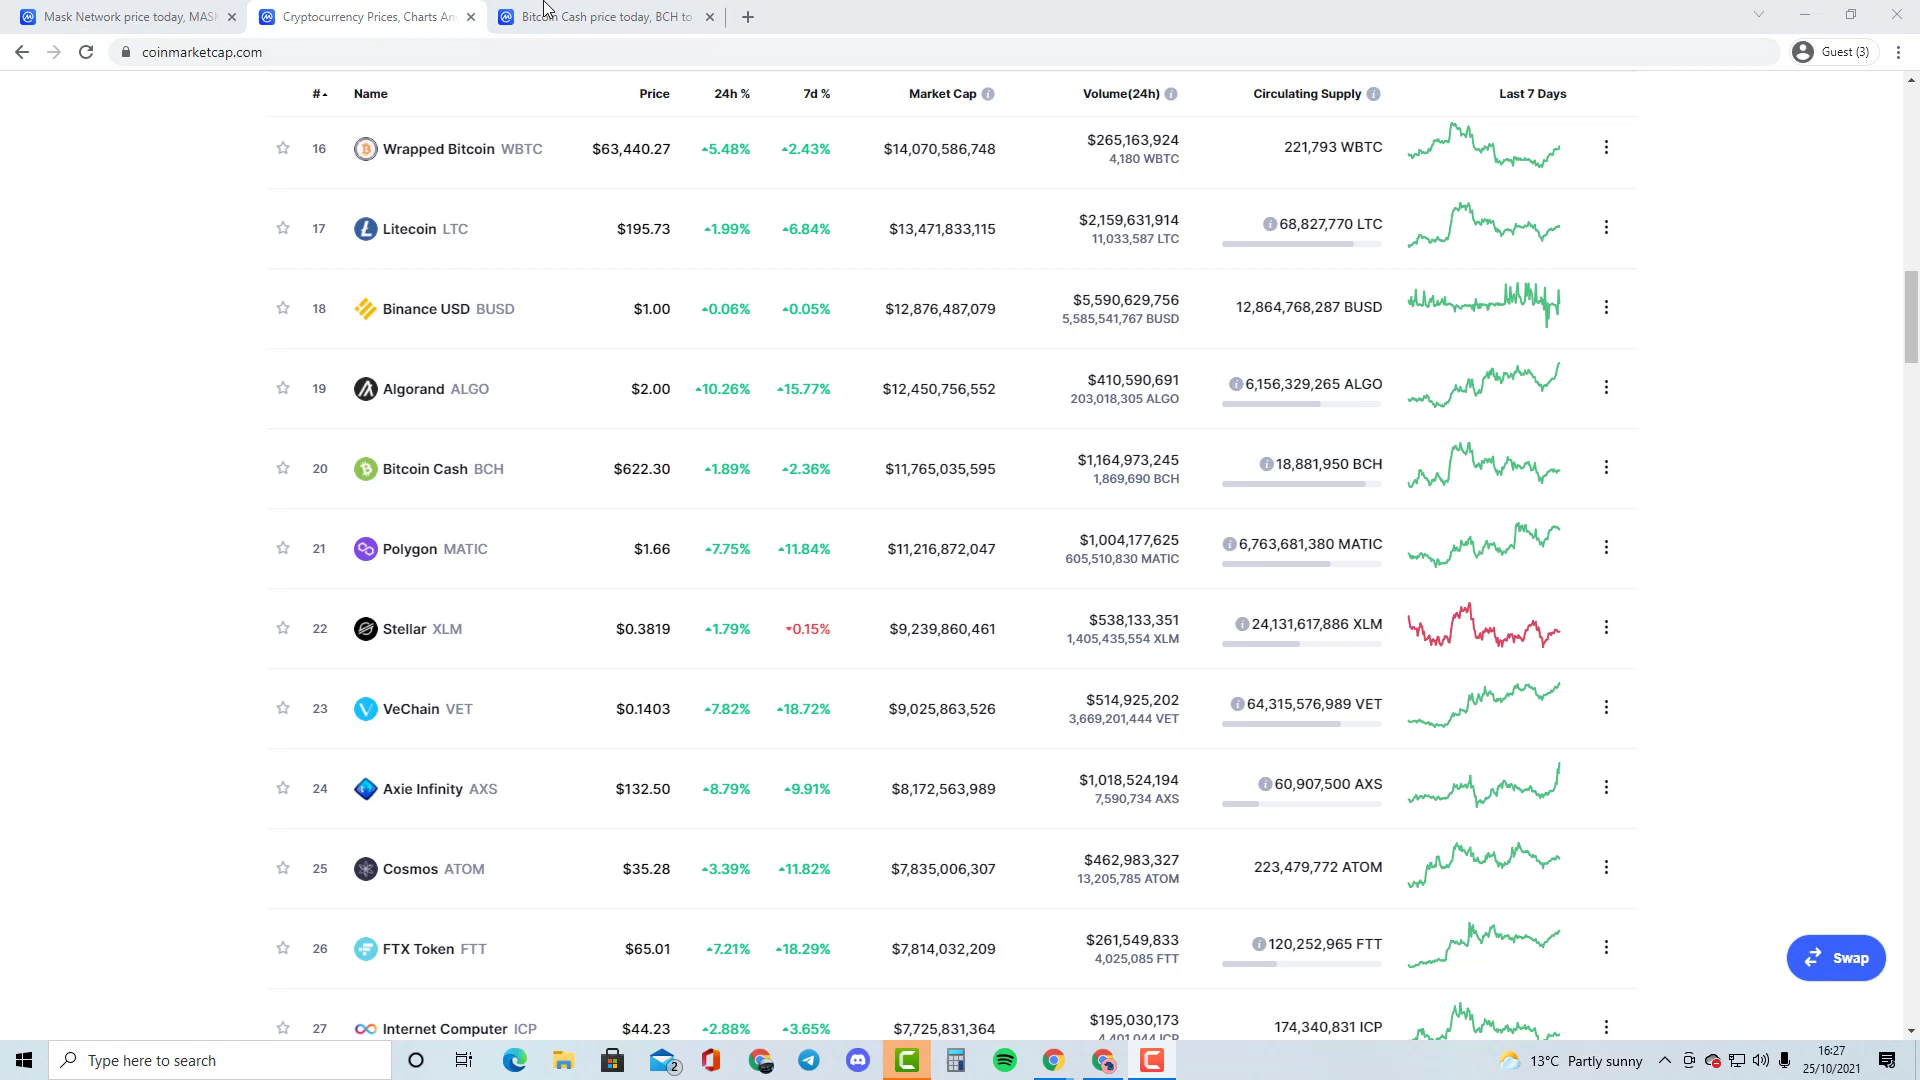 Mask Network price today, MASK
Cryptocurrency Prices, Charts An
Bitcoin Cash price today, BCH to
coinmarketcap.com
Guest (3)
# Name Price 24h % 7d % Market Cap Volume(24h) Circulating Supply Last 7 Days
16 Wrapped Bitcoin WBTC $63,440.27 5.48% 2.43% $14,070,586,748 $265,163,924 221,793 WBTC
4,180 WBTC
17 Litecoin LTC $195.73 1.99% 6.84% $13,471,833,115 $2,159,631,914 68,827,770 LTC
11,033,587 LTC
18 Binance USD BUSD $1.00 0.06% 0.05% $12,876,487,079 $5,590,629,756 12,864,768,287 BUSD
5,585,541,767 BUSD
19 Algorand ALGO $2.00 10.26% 15.77% $12,450,756,552 $410,590,691 6,156,329,265 ALGO
203,018,305 ALGO
20 Bitcoin Cash BCH $622.30 1.89% 2.36% $11,765,035,595 $1,164,973,245 18,881,950 BCH
1,869,690 BCH
21 Polygon MATIC $1.66 7.75% 11.84% $11,216,872,047 $1,004,177,625 6,763,681,380 MATIC
605,510,830 MATIC
22 Stellar XLM $0.3819 1.79% 0.15% $9,239,860,461 $538,133,351 24,131,617,886 XLM
1,405,435,554 XLM
23 VeChain VET $0.1403 7.82% 18.72% $9,025,863,526 $514,925,202 64,315,576,989 VET
3,669,201,444 VET
24 Axie Infinity AXS $132.50 8.79% 9.91% $8,172,563,989 $1,018,524,194 60,907,500 AXS
7,590,734 AXS
25 Cosmos ATOM $35.28 3.39% 11.82% $7,835,006,307 $462,983,327 223,479,772 ATOM
13,205,785 ATOM
26 FTX Token FTT $65.01 7.21% 18.29% $7,814,032,209 $261,549,833 120,252,965 FTT
4,025,085 FTT
Swap
27 Internet Computer ICP $44.23 2.88% 3.65% $7,725,831,364 $195,030,173 174,340,831 ICP
4,401,044 ICP
Type here to search
2
13°C Partly sunny
16:27
25/10/2021